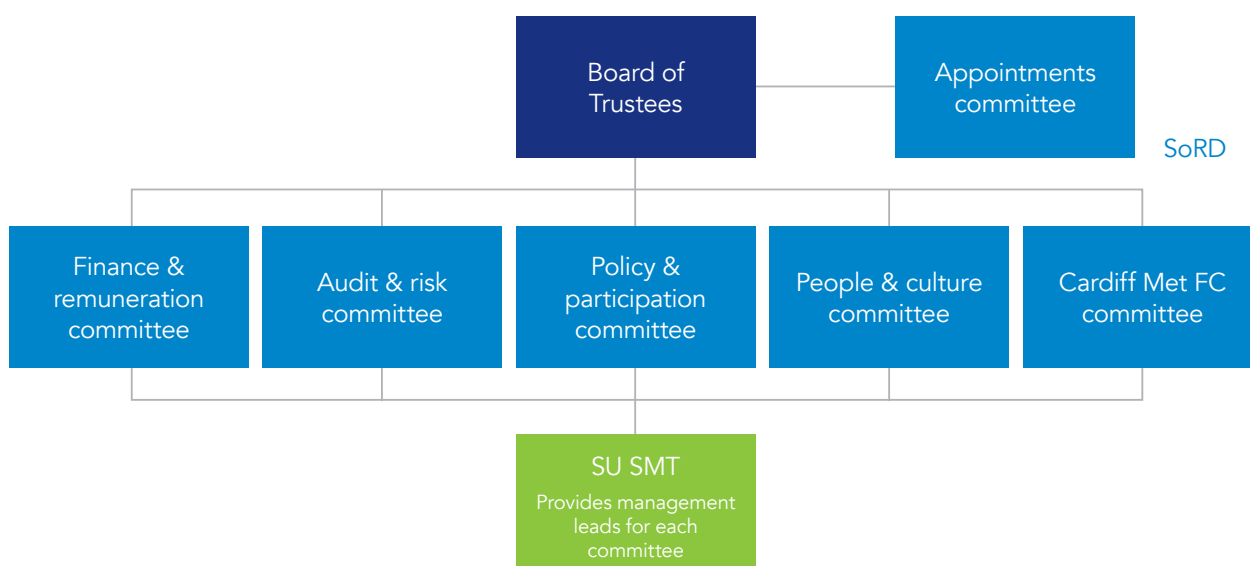 Board of
Trustees
Appointments
committee
SoRD
Finance &
remuneration
committee
Audit & risk
committee
Policy &
participation
committee
People & culture
committee
Cardiff Met FC
committee
SU SMT
Provides management
leads for each
committee